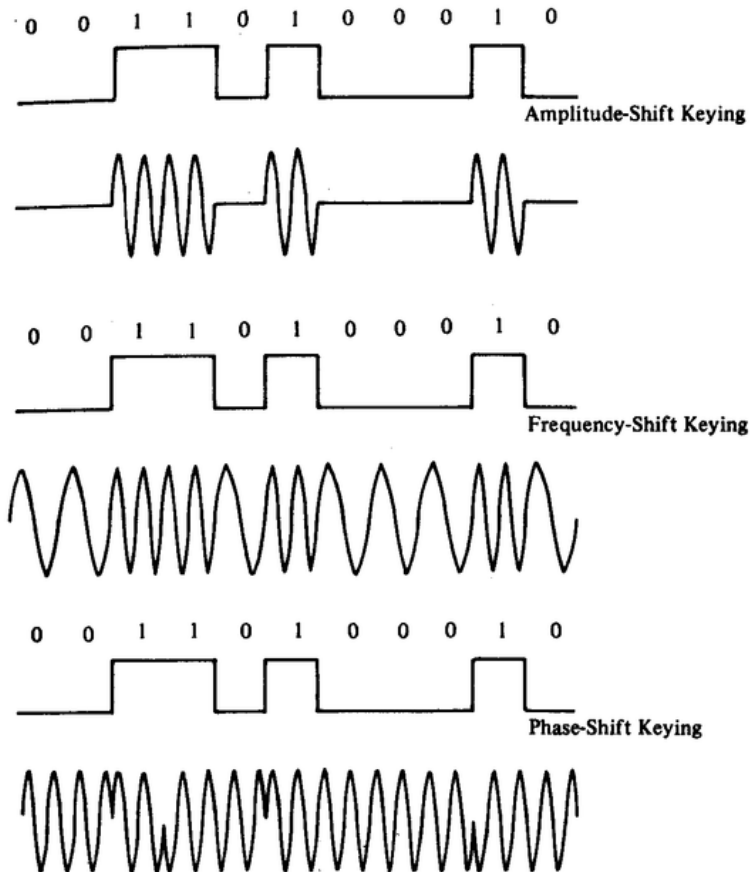 0 0 1 1 0 1 0 0 0 1 0
Amplitude-Shift Keying
0 0 1 1 0 1 0 0 0 1 0
Frequency-Shift Keying
0 0 1 1 0 1 0 0 0 1 0
Phase-Shift Keying